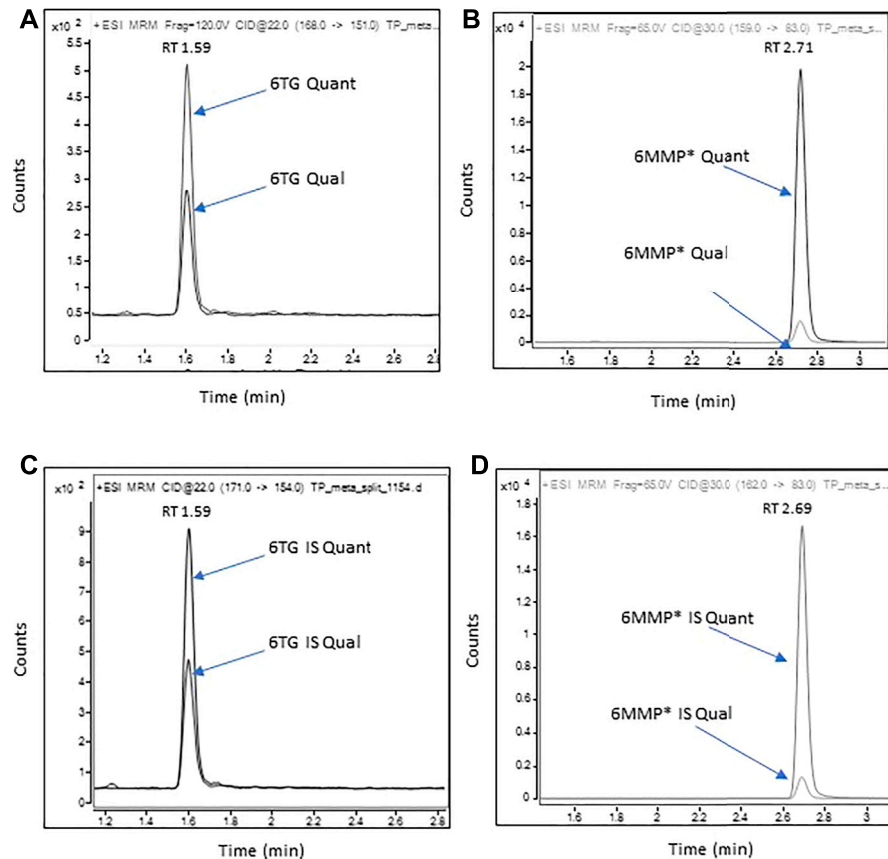 A
x10 2
+ESI MRM Frag=120.0V CID@22.0 (168.0 -> 151.0) TP_meta...
RT 1.59
6TG Quant
6TG Qual
Counts
5.5
5
4.5
4
3.5
3
2.5
2
1.5
1
0.5
0
1.2 1.4 1.6 1.8 2 2.2 2.4 2.6 2.8
Time (min)
B
x10 4
+ESI MRM Frag=65.0V CID@30.0 (159.0 -> 83.0) TP_meta_s...
RT 2.71
6MMP* Quant
6MMP* Qual
Counts
2
1.8
1.6
1.4
1.2
1
0.8
0.6
0.4
0.2
0
1.6 1.8 2 2.2 2.4 2.6 2.8 3
Time (min)
C
x10 2
+ESI MRM CID@22.0 (171.0 -> 154.0) TP_meta_split_1154.d
RT 1.59
6TG IS Quant
6TG IS Qual
Counts
9
8
7
6
5
4
3
2
1
0
1.2 1.4 1.6 1.8 2 2.2 2.4 2.6 2.8
Time (min)
D
x10 4
+ESI MRM Frag=65.0V CID@30.0 (162.0 -> 83.0) TP_meta_s...
RT 2.69
6MMP* IS Quant
6MMP* IS Qual
Counts
1.8
1.6
1.4
1.2
1
0.8
0.6
0.4
0.2
0
1.6 1.8 2 2.2 2.4 2.6 2.8 3
Time (min)